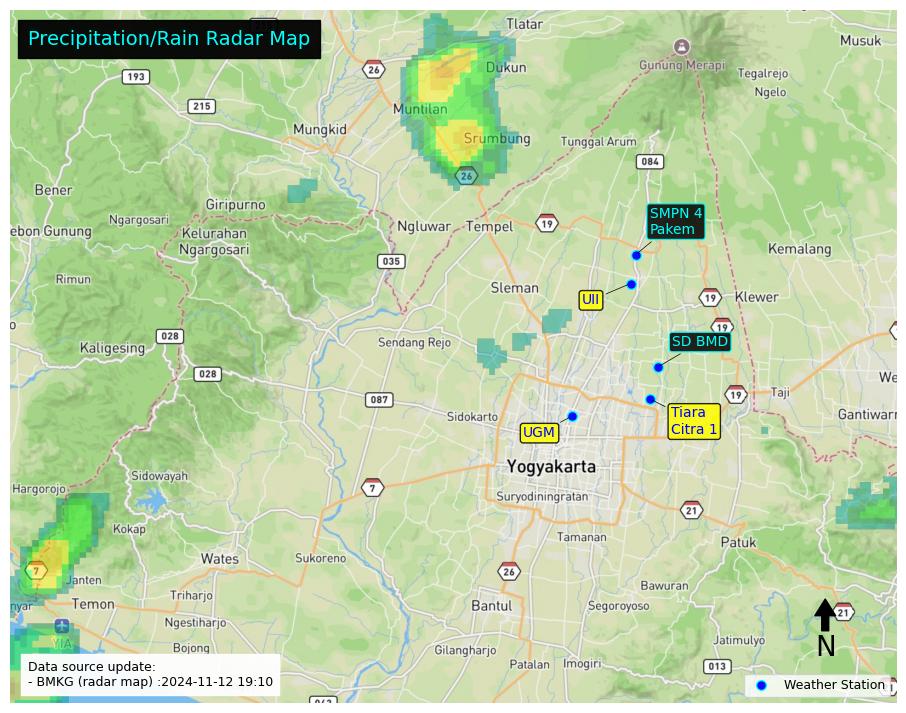 Precipitation/Rain Radar Map
Tlatar
Musuk
26
Dukun
Gunung Merapi
Tegalrejo
193
Ngelo
215
Muntilan
Mungkid
Srumbung
Tunggal Arum
084
26
Bener
Giripurno
SMPN 4
Pakem
Ngargosari
Ngluwar
Tempel
19
ebon Gunung
Kelurahan
Ngargosari
Kemalang
035
Rimun
Sleman
UII
19
Klewer
19
028
Kaligesing
Sendang Rejo
SD BMD
028
We
087
19
Taji
Sidokarto
Tiara
Citra 1
Gantiwarn
UGM
Yogyakarta
Sidowayah
Hargorojo
7
Suryodiningratan
21
Kokap
Tamanan
Patuk
Wates
Sukoreno
7
Janten
26
Bawuran
Temon
Triharjo
Bantul
Segoroyoso
21
Ngestiharjo
YIA
Jatimulyo
N
Bojong
Gilangharjo
Data source update:
- BMKG (radar map) :2024-11-12 19:10
Patalan
Imogiri
013
Weather Station